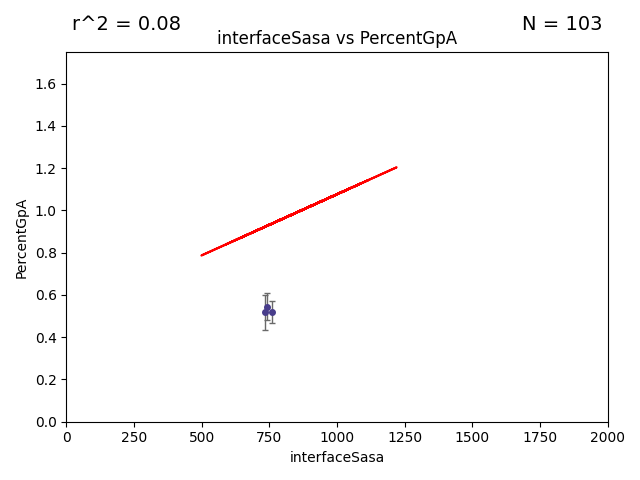 r^2 = 0.08
N = 103
interfaceSasa vs PercentGpA
PercentGpA
1.6
1.4
1.2
1.0
0.8
0.6
0.4
0.2
0.0
0 250 500 750 1000 1250 1500 1750 2000
interfaceSasa